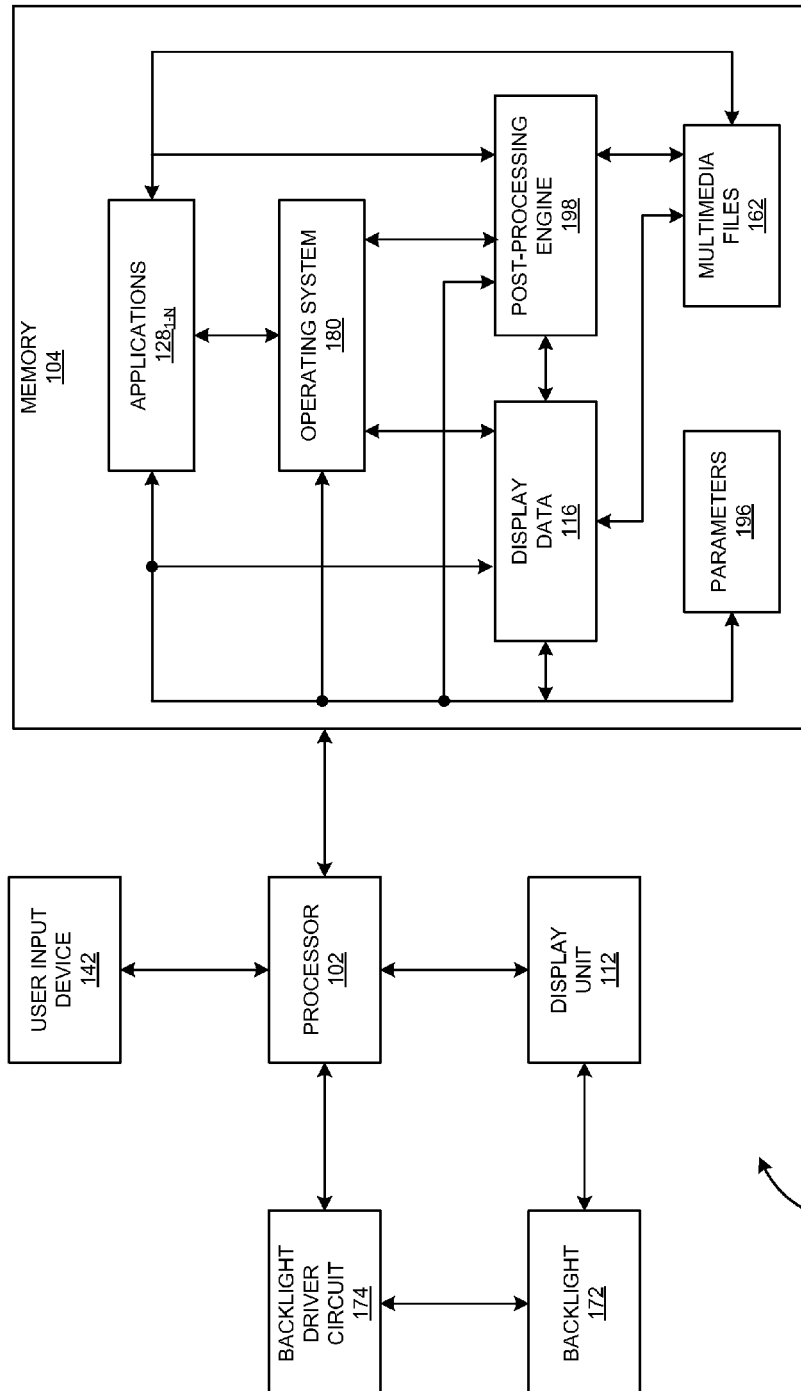 MEMORY
104
APPLICATIONS
128₁₋N
OPERATING SYSTEM
180
POST-PROCESSING
ENGINE
198
DISPLAY
DATA
116
MULTIMEDIA
FILES
162
PARAMETERS
196
USER INPUT
DEVICE
142
PROCESSOR
102
DISPLAY
UNIT
112
BACKLIGHT
DRIVER
CIRCUIT
174
BACKLIGHT
172